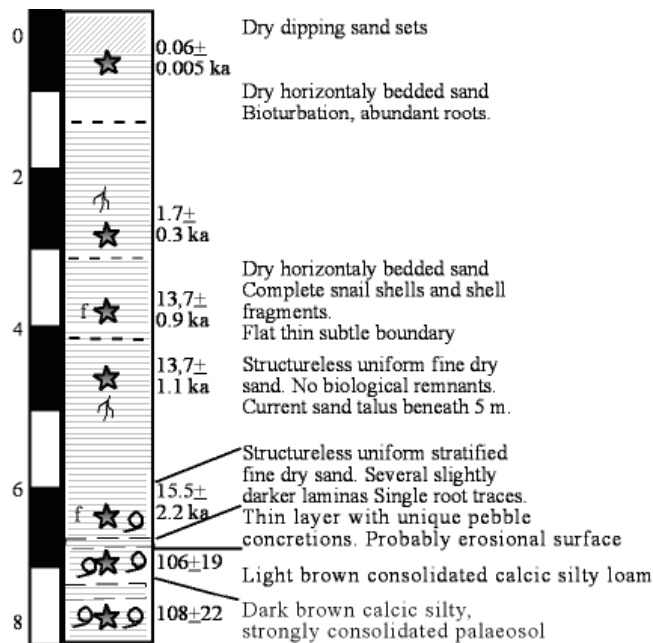 0
Dry dipping sand sets
0.06±
0.005 ka
Dry horizontaly bedded sand
Bioturbation, abundant roots.
2
1.7±
0.3 ka
Dry horizontaly bedded sand
Complete snail shells and shell
fragments.
Flat thin subtle boundary
f
13,7±
0.9 ka
4
13,7±
1.1 ka
Structureless uniform fine dry
sand. No biological remnants.
Current sand talus beneath 5 m.
Structureless uniform stratified
fine dry sand. Several slightly
darker laminas Single root traces.
6
15.5±
2.2 ka
f
Thin layer with unique pebble
concretions. Probably erosional surface
106±19
Light brown consolidated calcic silty loam
8
108±22
Dark brown calcic silty,
strongly consolidated palaeosol